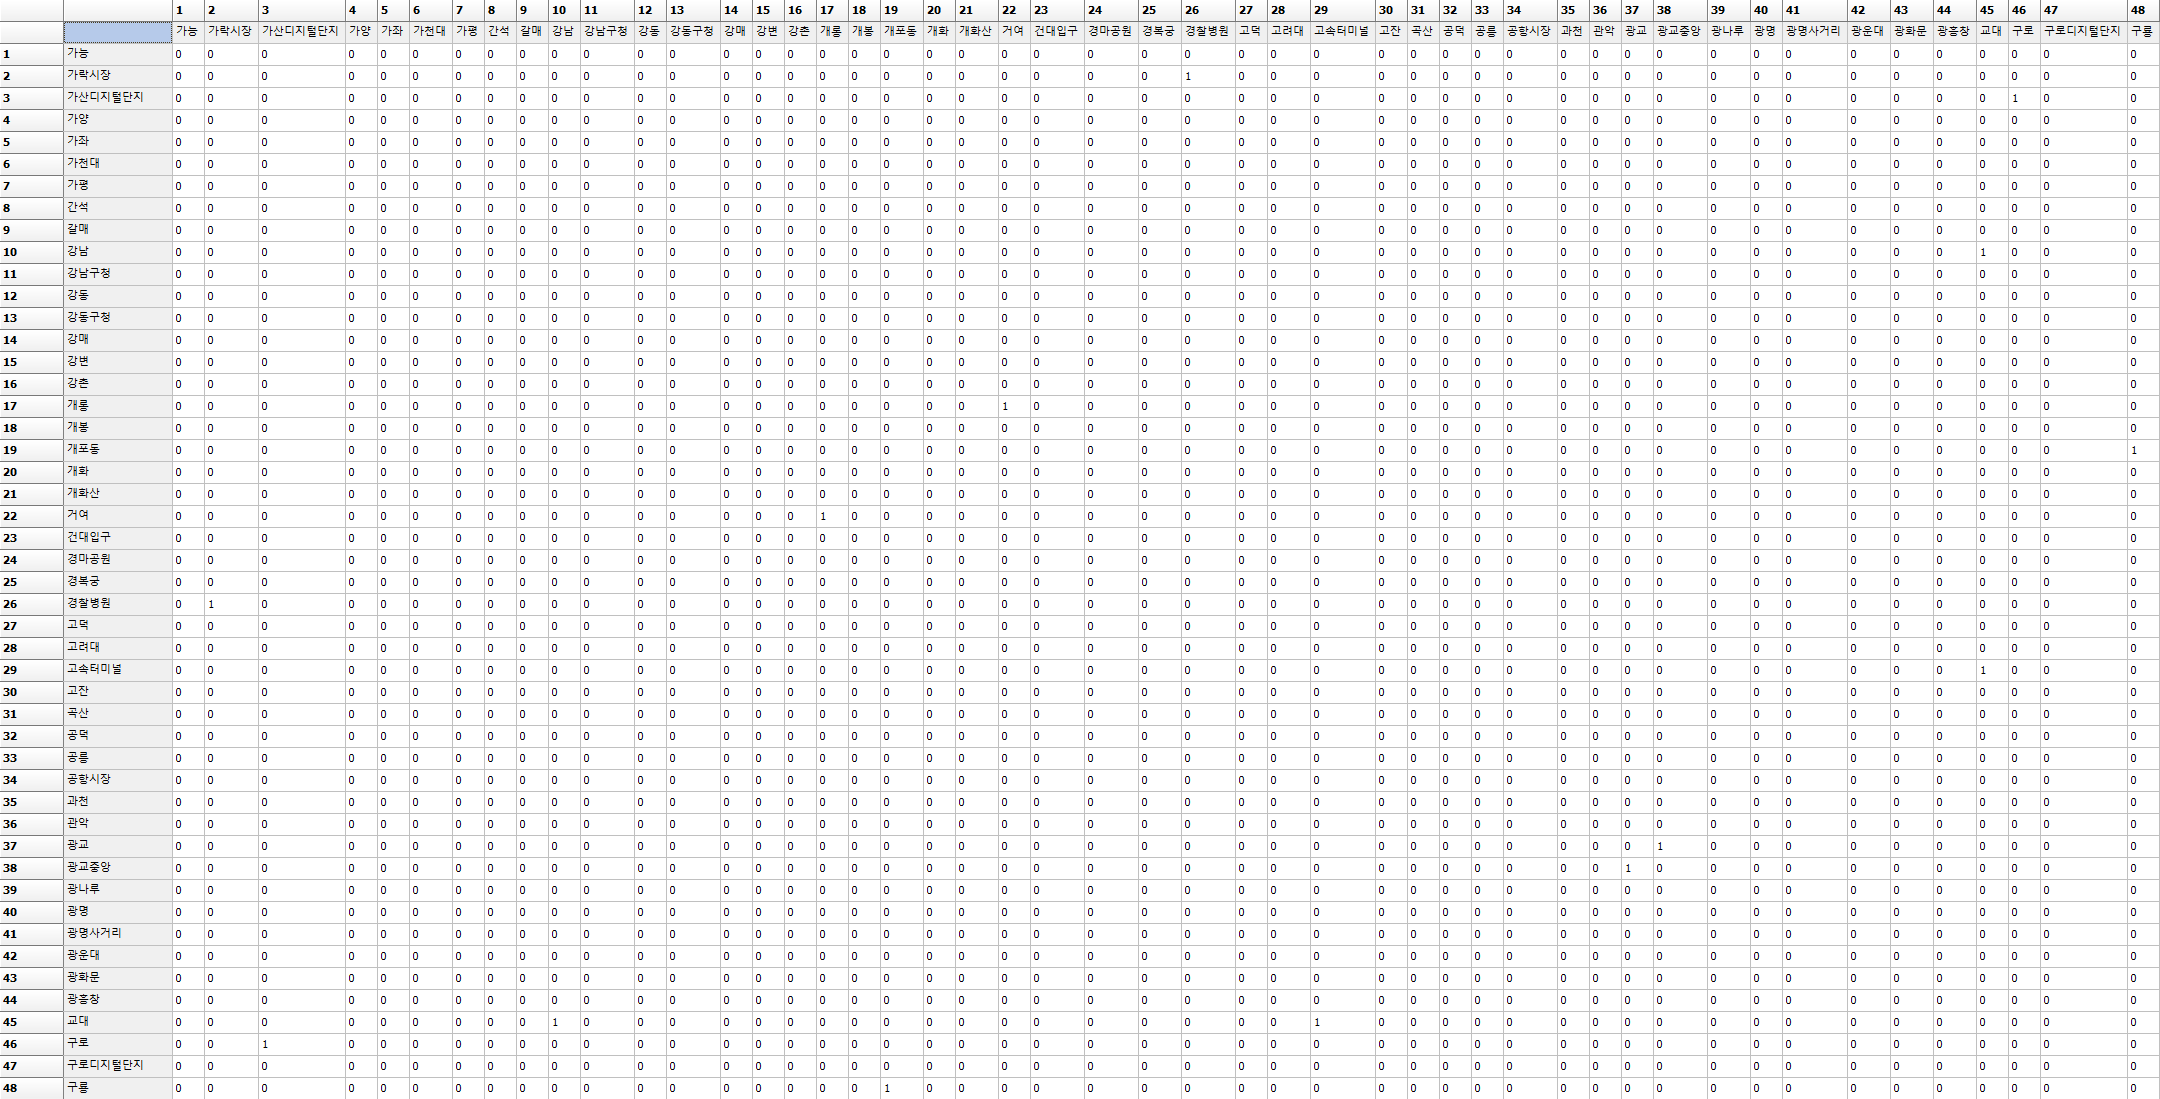 1 2 3 4 5 6 7 8 9 10 11 12 13 14 15 16 17 18 19 20 21 22 23 24 25 26 27 28 29 30 31 32 33 34 35 36 37 38 39 40 41 42 43 44 45 46 47 48
가능 가락시장 가산디지털단지 가양 가좌 가천대 가평 간석 갈매 강남 강남구청 강동 강동구청 강매 강변 강촌 개롱 개봉 개포동 개화 개화산 거여 건대입구 경마공원 경복궁 경찰병원 고덕 고려대 고속터미널 고잔 곡산 공덕 공릉 공항시장 과천 관악 광교 광교중앙 광나루 광명 광명사거리 광운대 광화문 광흥창 교대 구로 구로디지털단지 구룡
1 가능 0 0 0 0 0 0 0 0 0 0 0 0 0 0 0 0 0 0 0 0 0 0 0 0 0 0 0 0 0 0 0 0 0 0 0 0 0 0 0 0 0 0 0 0 0 0 0 0
2 가락시장 0 0 0 0 0 0 0 0 0 0 0 0 0 0 0 0 0 0 0 0 0 0 0 0 0 1 0 0 0 0 0 0 0 0 0 0 0 0 0 0 0 0 0 0 0 0 0 0
3 가산디지털단지 0 0 0 0 0 0 0 0 0 0 0 0 0 0 0 0 0 0 0 0 0 0 0 0 0 0 0 0 0 0 0 0 0 0 0 0 0 0 0 0 0 0 0 0 0 1 0 0
4 가양 0 0 0 0 0 0 0 0 0 0 0 0 0 0 0 0 0 0 0 0 0 0 0 0 0 0 0 0 0 0 0 0 0 0 0 0 0 0 0 0 0 0 0 0 0 0 0 0
5 가좌 0 0 0 0 0 0 0 0 0 0 0 0 0 0 0 0 0 0 0 0 0 0 0 0 0 0 0 0 0 0 0 0 0 0 0 0 0 0 0 0 0 0 0 0 0 0 0 0
6 가천대 0 0 0 0 0 0 0 0 0 0 0 0 0 0 0 0 0 0 0 0 0 0 0 0 0 0 0 0 0 0 0 0 0 0 0 0 0 0 0 0 0 0 0 0 0 0 0 0
7 가평 0 0 0 0 0 0 0 0 0 0 0 0 0 0 0 0 0 0 0 0 0 0 0 0 0 0 0 0 0 0 0 0 0 0 0 0 0 0 0 0 0 0 0 0 0 0 0 0
8 간석 0 0 0 0 0 0 0 0 0 0 0 0 0 0 0 0 0 0 0 0 0 0 0 0 0 0 0 0 0 0 0 0 0 0 0 0 0 0 0 0 0 0 0 0 0 0 0 0
9 갈매 0 0 0 0 0 0 0 0 0 0 0 0 0 0 0 0 0 0 0 0 0 0 0 0 0 0 0 0 0 0 0 0 0 0 0 0 0 0 0 0 0 0 0 0 0 0 0 0
10 강남 0 0 0 0 0 0 0 0 0 0 0 0 0 0 0 0 0 0 0 0 0 0 0 0 0 0 0 0 0 0 0 0 0 0 0 0 0 0 0 0 0 0 0 0 1 0 0 0
11 강남구청 0 0 0 0 0 0 0 0 0 0 0 0 0 0 0 0 0 0 0 0 0 0 0 0 0 0 0 0 0 0 0 0 0 0 0 0 0 0 0 0 0 0 0 0 0 0 0 0
12 강동 0 0 0 0 0 0 0 0 0 0 0 0 0 0 0 0 0 0 0 0 0 0 0 0 0 0 0 0 0 0 0 0 0 0 0 0 0 0 0 0 0 0 0 0 0 0 0 0
13 강동구청 0 0 0 0 0 0 0 0 0 0 0 0 0 0 0 0 0 0 0 0 0 0 0 0 0 0 0 0 0 0 0 0 0 0 0 0 0 0 0 0 0 0 0 0 0 0 0 0
14 강매 0 0 0 0 0 0 0 0 0 0 0 0 0 0 0 0 0 0 0 0 0 0 0 0 0 0 0 0 0 0 0 0 0 0 0 0 0 0 0 0 0 0 0 0 0 0 0 0
15 강변 0 0 0 0 0 0 0 0 0 0 0 0 0 0 0 0 0 0 0 0 0 0 0 0 0 0 0 0 0 0 0 0 0 0 0 0 0 0 0 0 0 0 0 0 0 0 0 0
16 강촌 0 0 0 0 0 0 0 0 0 0 0 0 0 0 0 0 0 0 0 0 0 0 0 0 0 0 0 0 0 0 0 0 0 0 0 0 0 0 0 0 0 0 0 0 0 0 0 0
17 개롱 0 0 0 0 0 0 0 0 0 0 0 0 0 0 0 0 0 0 0 0 0 1 0 0 0 0 0 0 0 0 0 0 0 0 0 0 0 0 0 0 0 0 0 0 0 0 0 0
18 개봉 0 0 0 0 0 0 0 0 0 0 0 0 0 0 0 0 0 0 0 0 0 0 0 0 0 0 0 0 0 0 0 0 0 0 0 0 0 0 0 0 0 0 0 0 0 0 0 0
19 개포동 0 0 0 0 0 0 0 0 0 0 0 0 0 0 0 0 0 0 0 0 0 0 0 0 0 0 0 0 0 0 0 0 0 0 0 0 0 0 0 0 0 0 0 0 0 0 0 1
20 개화 0 0 0 0 0 0 0 0 0 0 0 0 0 0 0 0 0 0 0 0 0 0 0 0 0 0 0 0 0 0 0 0 0 0 0 0 0 0 0 0 0 0 0 0 0 0 0 0
21 개화산 0 0 0 0 0 0 0 0 0 0 0 0 0 0 0 0 0 0 0 0 0 0 0 0 0 0 0 0 0 0 0 0 0 0 0 0 0 0 0 0 0 0 0 0 0 0 0 0
22 거여 0 0 0 0 0 0 0 0 0 0 0 0 0 0 0 0 1 0 0 0 0 0 0 0 0 0 0 0 0 0 0 0 0 0 0 0 0 0 0 0 0 0 0 0 0 0 0 0
23 건대입구 0 0 0 0 0 0 0 0 0 0 0 0 0 0 0 0 0 0 0 0 0 0 0 0 0 0 0 0 0 0 0 0 0 0 0 0 0 0 0 0 0 0 0 0 0 0 0 0
24 경마공원 0 0 0 0 0 0 0 0 0 0 0 0 0 0 0 0 0 0 0 0 0 0 0 0 0 0 0 0 0 0 0 0 0 0 0 0 0 0 0 0 0 0 0 0 0 0 0 0
25 경복궁 0 0 0 0 0 0 0 0 0 0 0 0 0 0 0 0 0 0 0 0 0 0 0 0 0 0 0 0 0 0 0 0 0 0 0 0 0 0 0 0 0 0 0 0 0 0 0 0
26 경찰병원 0 1 0 0 0 0 0 0 0 0 0 0 0 0 0 0 0 0 0 0 0 0 0 0 0 0 0 0 0 0 0 0 0 0 0 0 0 0 0 0 0 0 0 0 0 0 0 0
27 고덕 0 0 0 0 0 0 0 0 0 0 0 0 0 0 0 0 0 0 0 0 0 0 0 0 0 0 0 0 0 0 0 0 0 0 0 0 0 0 0 0 0 0 0 0 0 0 0 0
28 고려대 0 0 0 0 0 0 0 0 0 0 0 0 0 0 0 0 0 0 0 0 0 0 0 0 0 0 0 0 0 0 0 0 0 0 0 0 0 0 0 0 0 0 0 0 0 0 0 0
29 고속터미널 0 0 0 0 0 0 0 0 0 0 0 0 0 0 0 0 0 0 0 0 0 0 0 0 0 0 0 0 0 0 0 0 0 0 0 0 0 0 0 0 0 0 0 0 1 0 0 0
30 고잔 0 0 0 0 0 0 0 0 0 0 0 0 0 0 0 0 0 0 0 0 0 0 0 0 0 0 0 0 0 0 0 0 0 0 0 0 0 0 0 0 0 0 0 0 0 0 0 0
31 곡산 0 0 0 0 0 0 0 0 0 0 0 0 0 0 0 0 0 0 0 0 0 0 0 0 0 0 0 0 0 0 0 0 0 0 0 0 0 0 0 0 0 0 0 0 0 0 0 0
32 공덕 0 0 0 0 0 0 0 0 0 0 0 0 0 0 0 0 0 0 0 0 0 0 0 0 0 0 0 0 0 0 0 0 0 0 0 0 0 0 0 0 0 0 0 0 0 0 0 0
33 공릉 0 0 0 0 0 0 0 0 0 0 0 0 0 0 0 0 0 0 0 0 0 0 0 0 0 0 0 0 0 0 0 0 0 0 0 0 0 0 0 0 0 0 0 0 0 0 0 0
34 공항시장 0 0 0 0 0 0 0 0 0 0 0 0 0 0 0 0 0 0 0 0 0 0 0 0 0 0 0 0 0 0 0 0 0 0 0 0 0 0 0 0 0 0 0 0 0 0 0 0
35 과천 0 0 0 0 0 0 0 0 0 0 0 0 0 0 0 0 0 0 0 0 0 0 0 0 0 0 0 0 0 0 0 0 0 0 0 0 0 0 0 0 0 0 0 0 0 0 0 0
36 관악 0 0 0 0 0 0 0 0 0 0 0 0 0 0 0 0 0 0 0 0 0 0 0 0 0 0 0 0 0 0 0 0 0 0 0 0 0 0 0 0 0 0 0 0 0 0 0 0
37 광교 0 0 0 0 0 0 0 0 0 0 0 0 0 0 0 0 0 0 0 0 0 0 0 0 0 0 0 0 0 0 0 0 0 0 0 0 0 1 0 0 0 0 0 0 0 0 0 0
38 광교중앙 0 0 0 0 0 0 0 0 0 0 0 0 0 0 0 0 0 0 0 0 0 0 0 0 0 0 0 0 0 0 0 0 0 0 0 0 1 0 0 0 0 0 0 0 0 0 0 0
39 광나루 0 0 0 0 0 0 0 0 0 0 0 0 0 0 0 0 0 0 0 0 0 0 0 0 0 0 0 0 0 0 0 0 0 0 0 0 0 0 0 0 0 0 0 0 0 0 0 0
40 광명 0 0 0 0 0 0 0 0 0 0 0 0 0 0 0 0 0 0 0 0 0 0 0 0 0 0 0 0 0 0 0 0 0 0 0 0 0 0 0 0 0 0 0 0 0 0 0 0
41 광명사거리 0 0 0 0 0 0 0 0 0 0 0 0 0 0 0 0 0 0 0 0 0 0 0 0 0 0 0 0 0 0 0 0 0 0 0 0 0 0 0 0 0 0 0 0 0 0 0 0
42 광운대 0 0 0 0 0 0 0 0 0 0 0 0 0 0 0 0 0 0 0 0 0 0 0 0 0 0 0 0 0 0 0 0 0 0 0 0 0 0 0 0 0 0 0 0 0 0 0 0
43 광화문 0 0 0 0 0 0 0 0 0 0 0 0 0 0 0 0 0 0 0 0 0 0 0 0 0 0 0 0 0 0 0 0 0 0 0 0 0 0 0 0 0 0 0 0 0 0 0 0
44 광흥창 0 0 0 0 0 0 0 0 0 0 0 0 0 0 0 0 0 0 0 0 0 0 0 0 0 0 0 0 0 0 0 0 0 0 0 0 0 0 0 0 0 0 0 0 0 0 0 0
45 교대 0 0 0 0 0 0 0 0 0 1 0 0 0 0 0 0 0 0 0 0 0 0 0 0 0 0 0 0 1 0 0 0 0 0 0 0 0 0 0 0 0 0 0 0 0 0 0 0
46 구로 0 0 1 0 0 0 0 0 0 0 0 0 0 0 0 0 0 0 0 0 0 0 0 0 0 0 0 0 0 0 0 0 0 0 0 0 0 0 0 0 0 0 0 0 0 0 0 0
47 구로디지털단지 0 0 0 0 0 0 0 0 0 0 0 0 0 0 0 0 0 0 0 0 0 0 0 0 0 0 0 0 0 0 0 0 0 0 0 0 0 0 0 0 0 0 0 0 0 0 0 0
48 구룡 0 0 0 0 0 0 0 0 0 0 0 0 0 0 0 0 0 0 1 0 0 0 0 0 0 0 0 0 0 0 0 0 0 0 0 0 0 0 0 0 0 0 0 0 0 0 0 0